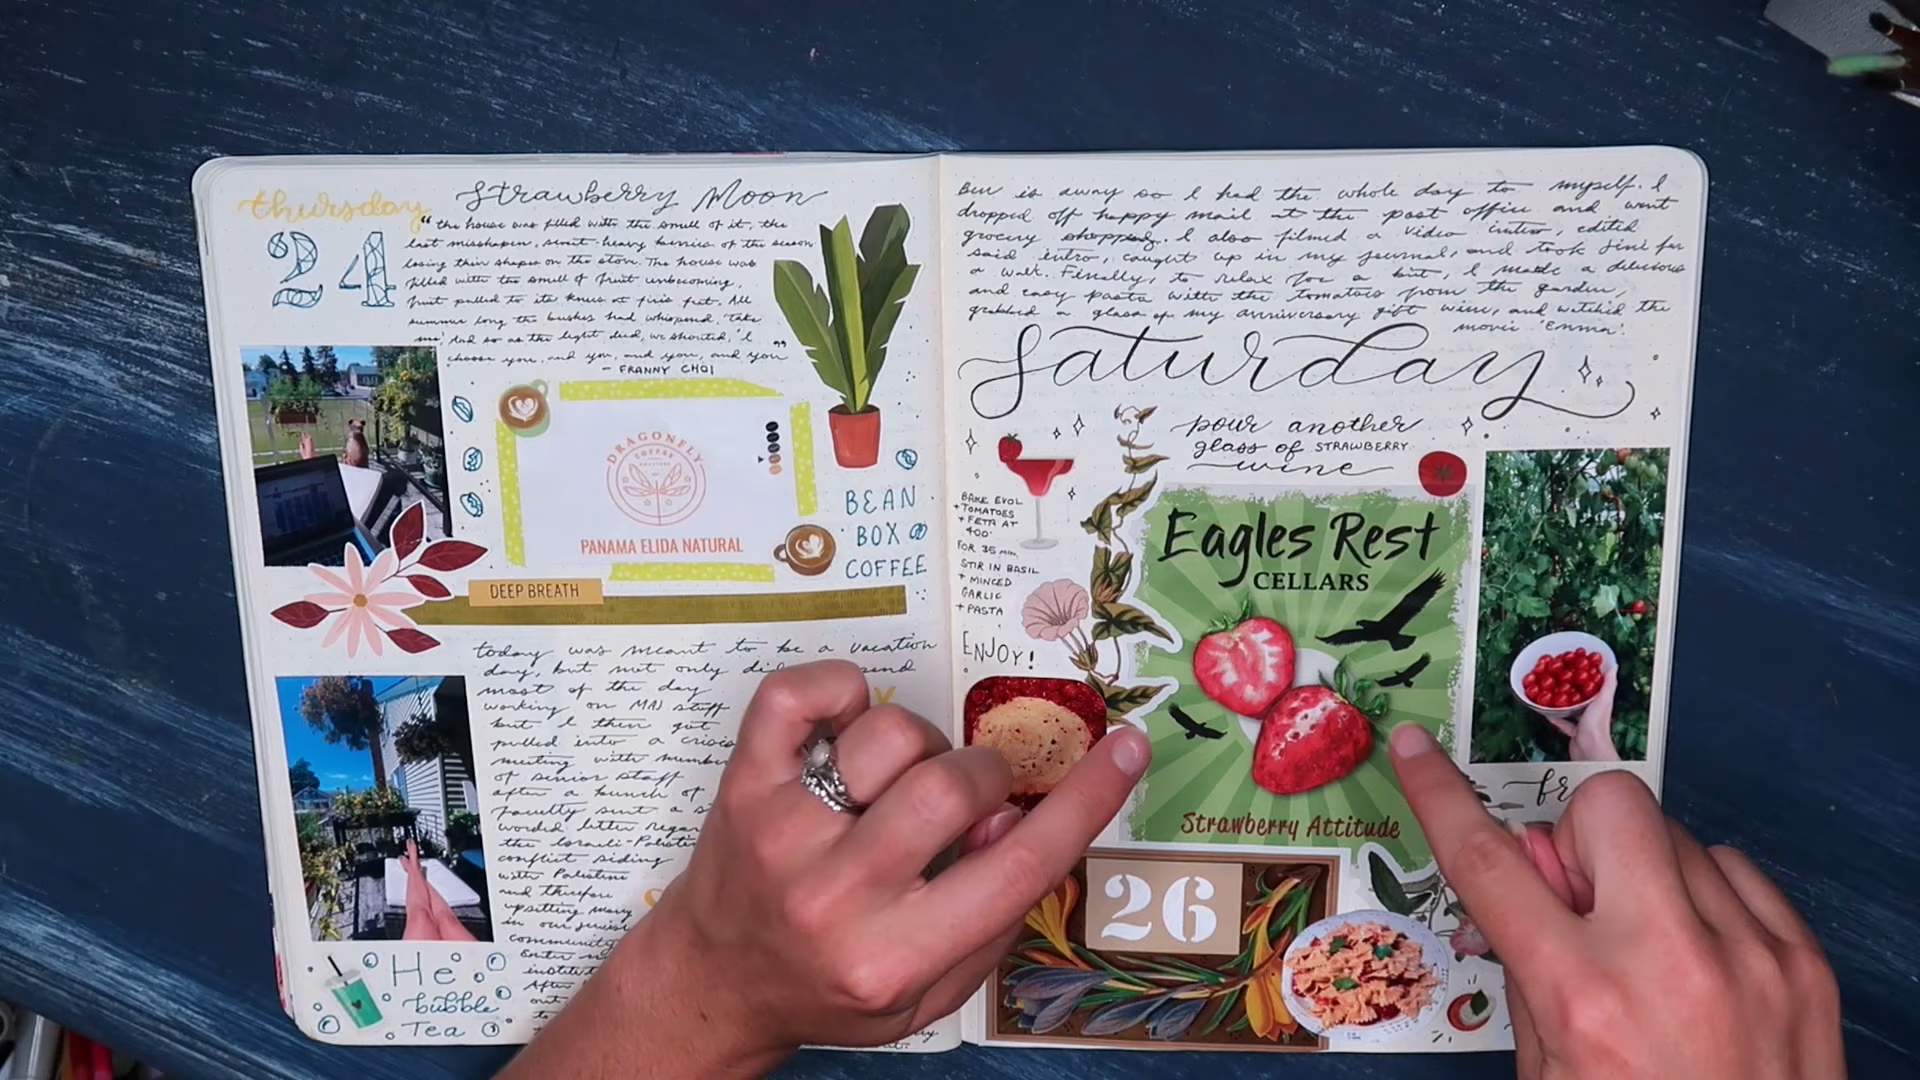 thursday
24
Strawberry Moon
"the house was filled with the smell of it, the
last misshapen, sweet-heavy berries of the season
losing their shapes on the stove. The house was
filled with the smell of fruit unbecoming,
fruit pulled to its knees at fire's feet. All
summer long the bushes had whispered, 'take
me.' And so as the light died, we shouted, 'I
choose you, and you, and you, and you"
- FRANNY CHOI
DRAGONFLY
COFFEE
ROASTERS
PANAMA ELIDA NATURAL
BEAN
BOX
COFFEE
DEEP BREATH
today was meant to be a vacation
day, but not only did spend
most of the day
working on MAJ stuff
but I then got
pulled into a crisis
meeting with
of senior staff
after a bunch of
faculty sent a
worded letter
the Israeli-
conflict siding
with Palestine
and therefore
upsetting many
in our jewish
community
He
bubble
Tea
Ben is away so I had the whole day to myself. I
dropped off happy mail at the post office and went
grocery shopping. I also filmed a video intro, edited
said intro, caught up in my journal, and took for
a walk. Finally, to relax for a bit, I made a delicious
and easy pasta with the tomatoes from the garden,
grabbed a glass of my anniversary gift wine, and watched the
movie 'Emma'.
Saturday
pour another
glass of STRAWBERRY
wine
BAKE EVOL
+ TOMATOES
+ FETA AT
400°
FOR 35 MIN.
STIR IN BASIL
+ MINCED
GARLIC
+ PASTA
ENJOY!
Eagles Rest
CELLARS
Strawberry Attitude
26